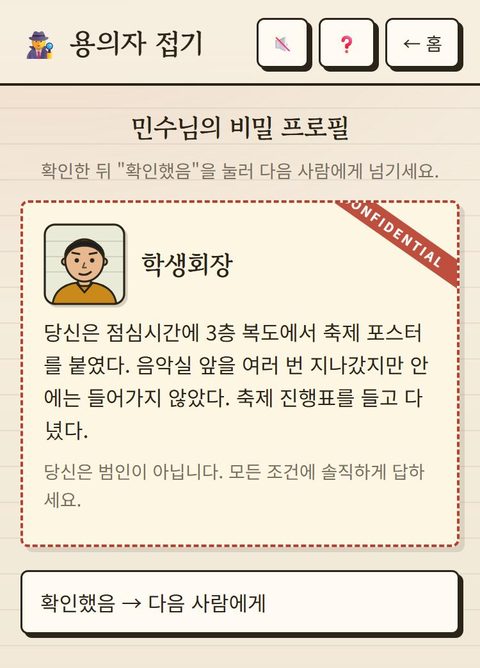 용의자 접기
← 홈
민수님의 비밀 프로필
확인한 뒤 "확인했음"을 눌러 다음 사람에게 넘기세요.
학생회장
당신은 점심시간에 3층 복도에서 축제 포스터
를 붙였다. 음악실 앞을 여러 번 지나갔지만 안
에는 들어가지 않았다. 축제 진행표를 들고 다
녔다.
당신은 범인이 아닙니다. 모든 조건에 솔직하게 답하
세요.
확인했음 → 다음 사람에게